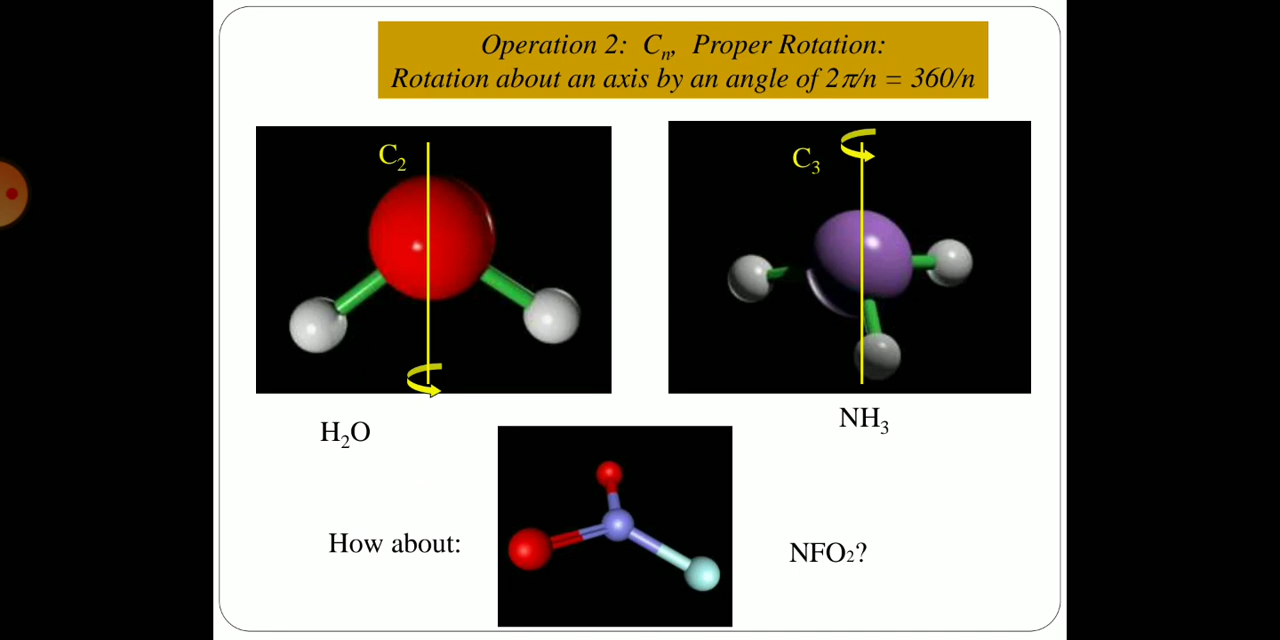 Operation 2: Cn, Proper Rotation:
Rotation about an axis by an angle of 2π/n = 360/n
C2
C3
H2O
NH3
How about:
NFO2?